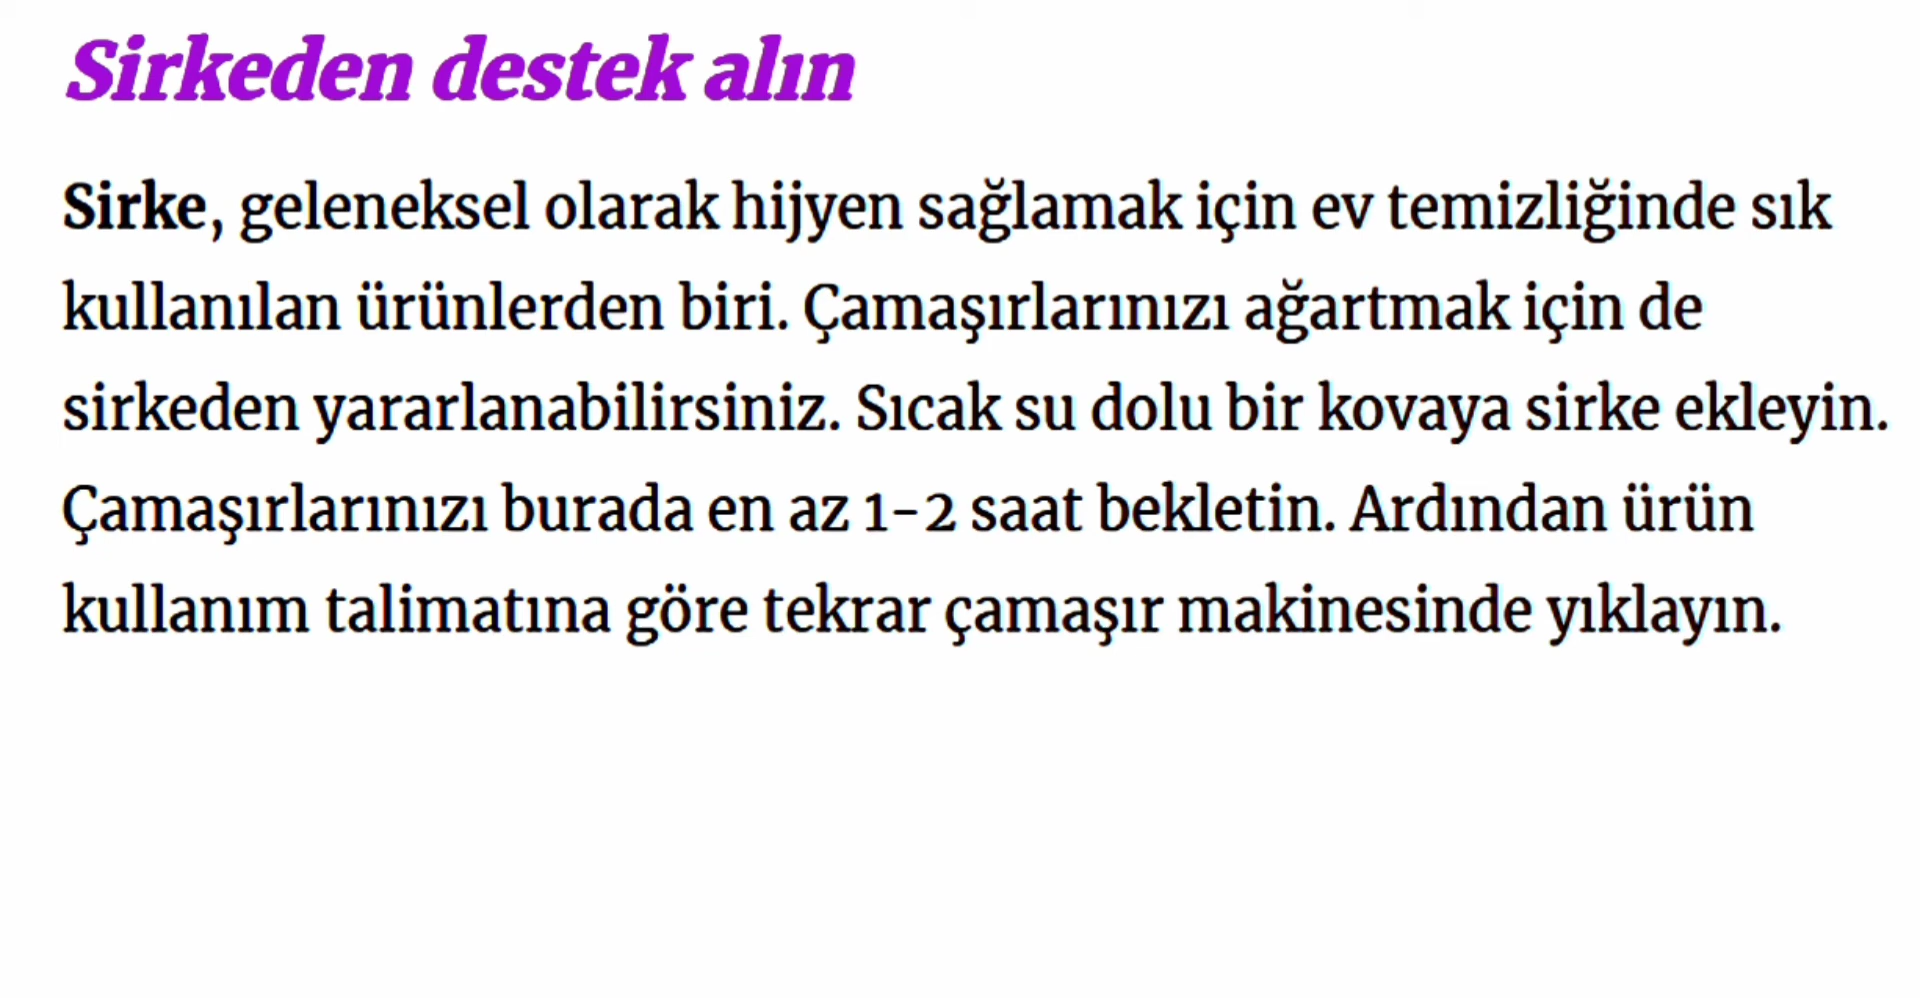 Sirkeden destek alın
Sirke, geleneksel olarak hijyen sağlamak için ev temizliğinde sık
kullanılan ürünlerden biri. Çamaşırlarınızı ağartmak için de
sirkeden yararlanabilirsiniz. Sıcak su dolu bir kovaya sirke ekleyin.
Çamaşırlarınızı burada en az 1-2 saat bekletin. Ardından ürün
kullanım talimatına göre tekrar çamaşır makinesinde yıklayın.